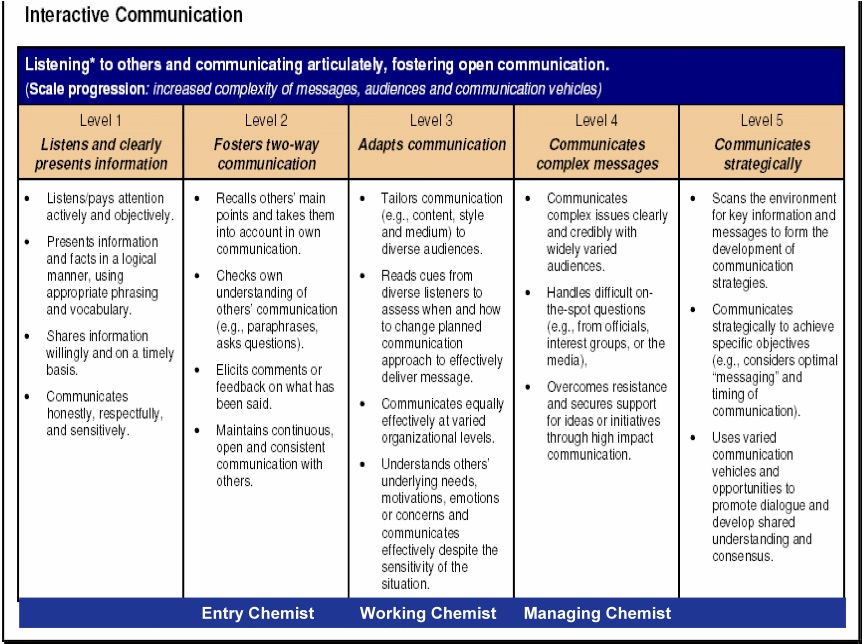 Interactive Communication
Listening* to others and communicating articulately, fostering open communication.
(Scale progression: increased complexity of messages, audiences and communication vehicles)
Level 1
Listens and clearly
presents information
• Listens/pays attention
actively and objectively.
• Presents information
and facts in a logical
manner, using
appropriate phrasing
and vocabulary.
• Shares information
willingly and on a timely
basis.
• Communicates
honestly, respectfully,
and sensitively.
Level 2
Fosters two-way
communication
• Recalls others' main
points and takes them
into account in own
communication.
• Checks own
understanding of
others' communication
(e.g., paraphrases,
asks questions).
• Elicits comments or
feedback on what has
been said.
• Maintains continuous,
open and consistent
communication with
others.
Level 3
Adapts communication
• Tailors communication
(e.g., content, style
and medium) to
diverse audiences.
• Reads cues from
diverse listeners to
assess when and how
to change planned
communication
approach to effectively
deliver message.
• Communicates equally
effectively at varied
organizational levels.
• Understands others'
underlying needs,
motivations, emotions
or concerns and
communicates
effectively despite the
sensitivity of the
situation.
Level 4
Communicates
complex messages
• Communicates
complex issues clearly
and credibly with
widely varied
audiences.
• Handles difficult on-
the-spot questions
(e.g., from officials,
interest groups, or the
media),
• Overcomes resistance
and secures support
for ideas or initiatives
through high impact
communication.
Level 5
Communicates
strategically
• Scans the environment
for key information and
messages to form the
development of
communication
strategies.
• Communicates
strategically to achieve
specific objectives
(e.g., considers optimal
"messaging" and
timing of
communication).
• Uses varied
communication
vehicles and
opportunities to
promote dialogue and
develop shared
understanding and
consensus.
Entry Chemist Working Chemist Managing Chemist